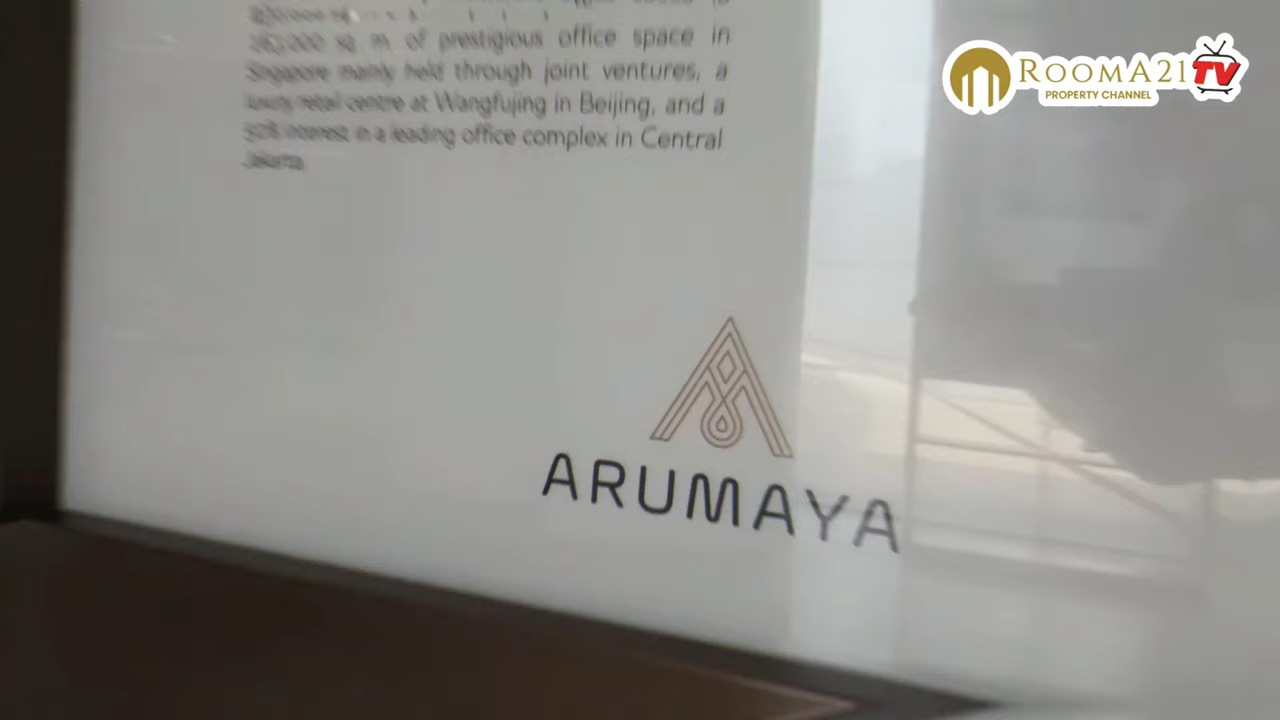 sq m of prestigious office space in
Singapore mainly held through joint ventures, a
luxury retail centre at Wangfujing in Beijing, and a
50% interest in a leading office complex in Central
Jakarta.
ARUMAYA
ROOMA21 TV
PROPERTY CHANNEL